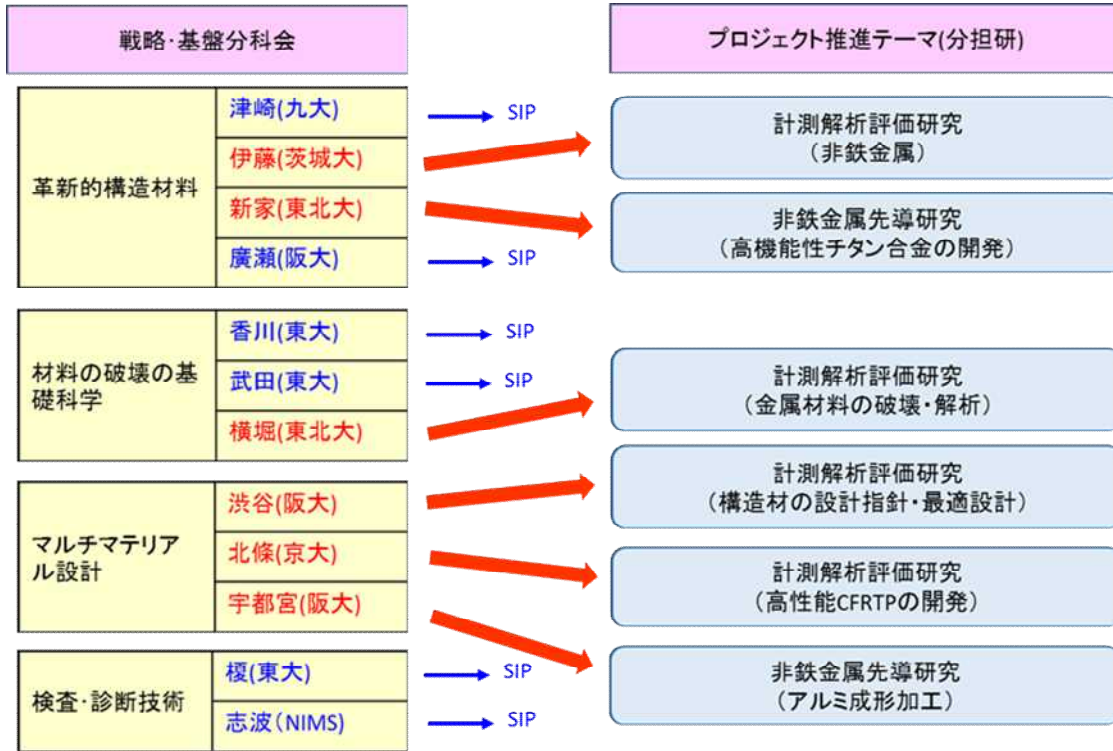 戦略･基盤分科会
プロジェクト推進テーマ(分担研)
革新的構造材料
津崎(九大)
SIP
伊藤(茨城大)
新家(東北大)
廣瀬(阪大)
SIP
計測解析評価研究
(非鉄金属)
非鉄金属先導研究
(高機能性チタン合金の開発)
材料の破壊の基
礎科学
香川(東大)
SIP
武田(東大)
SIP
横堀(東北大)
計測解析評価研究
(金属材料の破壊･解析)
マルチマテリア
ル設計
渋谷(阪大)
北條(京大)
宇都宮(阪大)
計測解析評価研究
(構造材の設計指針･最適設計)
計測解析評価研究
(高性能CFRTPの開発)
検査･診断技術
榎(東大)
SIP
志波(NIMS)
SIP
非鉄金属先導研究
(アルミ成形加工)